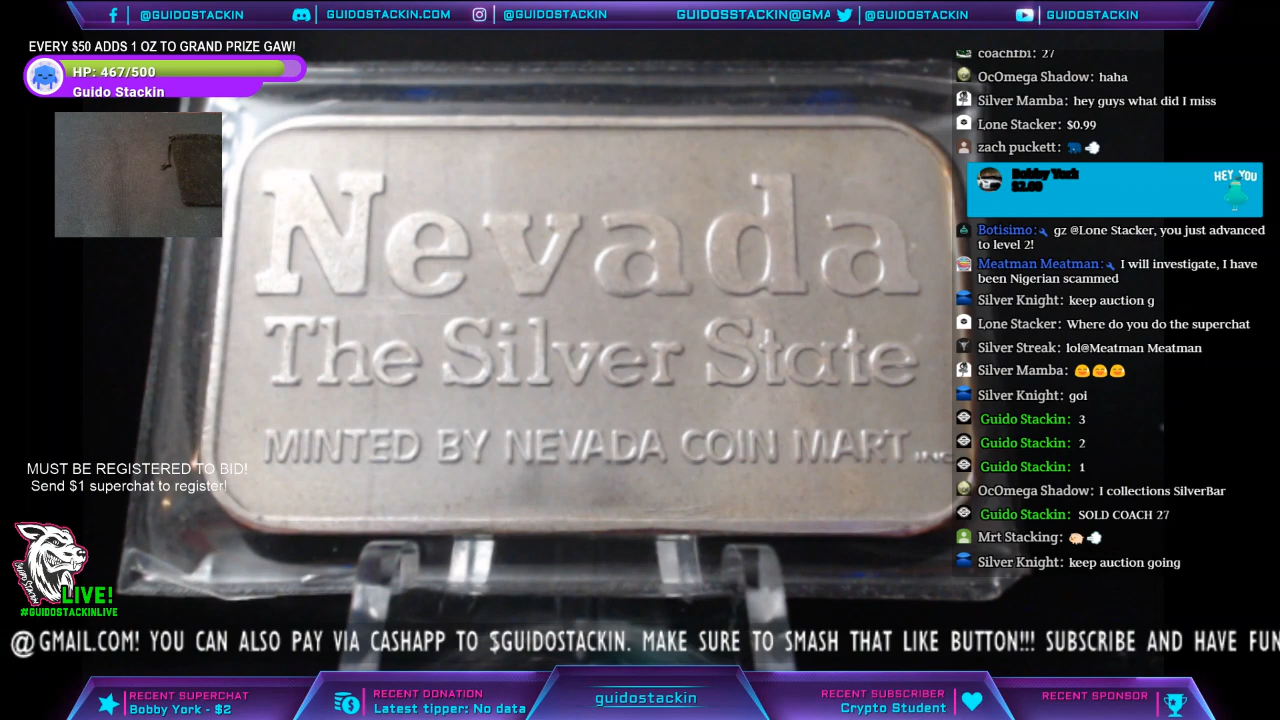 @GUIDOSTACKIN
GUIDOSTACKIN.COM
@GUIDOSTACKIN
GUIDOSSTACKIN@GMA
@GUIDOSTACKIN
GUIDOSTACKIN
EVERY $50 ADDS 1 OZ TO GRAND PRIZE GAW!
HP: 467/500
Guido Stackin
Nevada
The Silver State
MINTED BY NEVADA COIN MART, INC
coachfbi: 27
OcOmega Shadow: haha
Silver Mamba: hey guys what did I miss
Lone Stacker: $0.99
zach puckett:
Bobby York
$2.00
HEY YOU
Botisimo: gz @Lone Stacker, you just advanced
to level 2!
Meatman Meatman: I will investigate, I have
been Nigerian scammed
Silver Knight: keep auction g
Lone Stacker: Where do you do the superchat
Silver Streak: lol@Meatman Meatman
Silver Mamba: 😊😊😊
Silver Knight: goi
Guido Stackin: 3
Guido Stackin: 2
Guido Stackin: 1
OcOmega Shadow: I collections SilverBar
Guido Stackin: SOLD COACH 27
Mrt Stacking:
Silver Knight: keep auction going
MUST BE REGISTERED TO BID!
Send $1 superchat to register!
LIVE!
#GUIDOSTACKINLIVE
@GMAIL.COM! YOU CAN ALSO PAY VIA CASHAPP TO $GUIDOSTACKIN. MAKE SURE TO SMASH THAT LIKE BUTTON!!! SUBSCRIBE AND HAVE FUN
RECENT SUPERCHAT
Bobby York - $2
RECENT DONATION
Latest tipper: No data
guidostackin
RECENT SUBSCRIBER
Crypto Student
RECENT SPONSOR